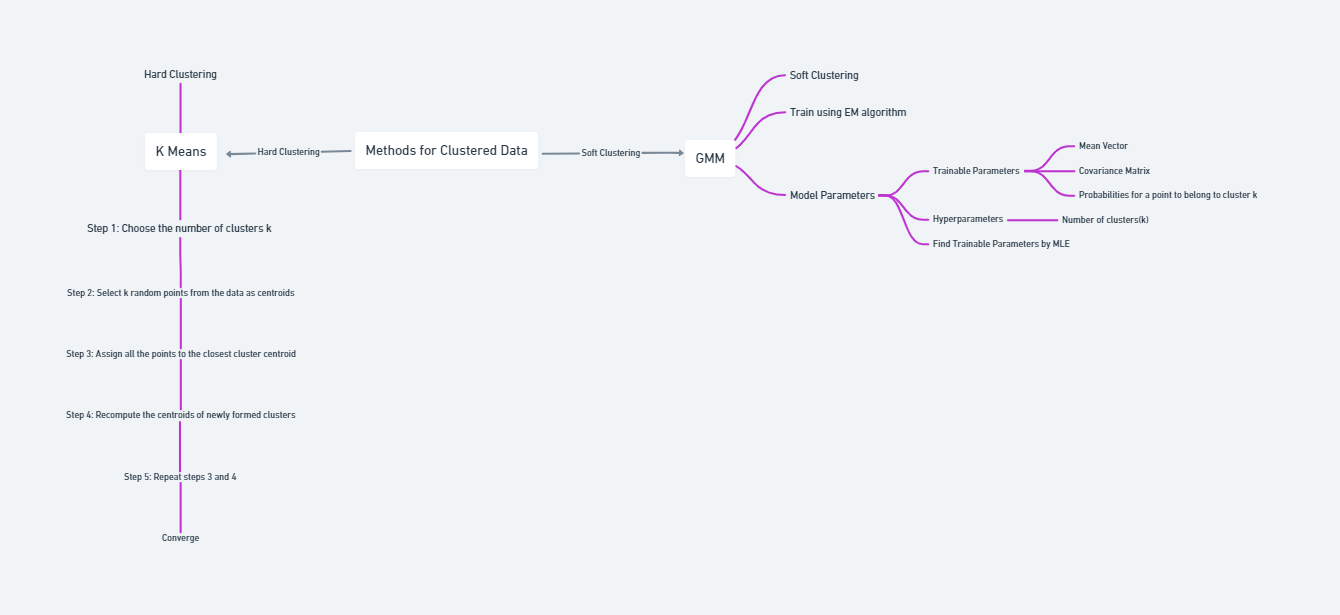 Methods for Clustered Data
Hard Clustering
K Means
Hard Clustering
Step 1: Choose the number of clusters k
Step 2: Select k random points from the data as centroids
Step 3: Assign all the points to the closest cluster centroid
Step 4: Recompute the centroids of newly formed clusters
Step 5: Repeat steps 3 and 4
Converge
Soft Clustering
GMM
Soft Clustering
Train using EM algorithm
Model Parameters
Trainable Parameters
Mean Vector
Covariance Matrix
Probabilities for a point to belong to cluster k
Hyperparameters
Number of clusters(k)
Find Trainable Parameters by MLE